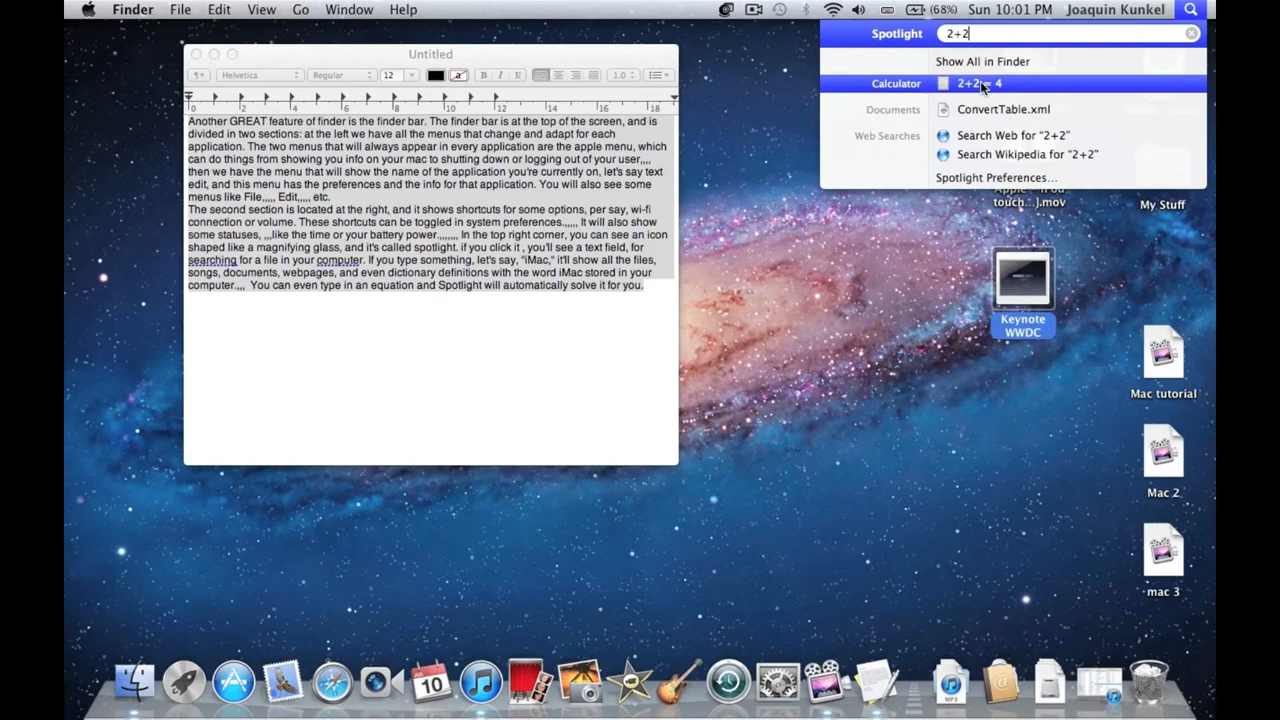 Finder File Edit View Go Window Help (68%) Sun 10:01 PM Joaquin Kunkel
Spotlight 2+2
Show All in Finder
Calculator 2+2 = 4
Documents ConvertTable.xml
Web Searches Search Web for "2+2"
Search Wikipedia for "2+2"
Spotlight Preferences...
Untitled
Helvetica Regular 12 a B I U 1.0
0 2 4 6 8 10 12 14 16 18
Another GREAT feature of finder is the finder bar. The finder bar is at the top of the screen, and is
divided in two sections: at the left we have all the menus that change and adapt for each
application. The two menus that will always appear in every application are the apple menu, which
can do things from showing you info on your mac to shutting down or logging out of your user,,,,
then we have the menu that will show the name of the application you're currently on, let's say text
edit, and this menu has the preferences and the info for that application. You will also see some
menus like File,,,,, Edit,,,,, etc.
The second section is located at the right, and it shows shortcuts for some options, per say, wi-fi
connection or volume. These shortcuts can be toggled in system preferences.,,,,, It will also show
some statuses, ,,,like the time or your battery power.,,,,,,, In the top right corner, you can see an icon
shaped like a magnifying glass, and it's called spotlight. if you click it , you'll see a text field, for
searching for a file in your computer. If you type something, let's say, "iMac," it'll show all the files,
songs, documents, webpages, and even dictionary definitions with the word iMac stored in your
computer.,,,  You can even type in an equation and Spotlight will automatically solve it for you.
touch...].mov
My Stuff
Keynote
WWDC
Mac tutorial
Mac 2
mac 3
10
MP3